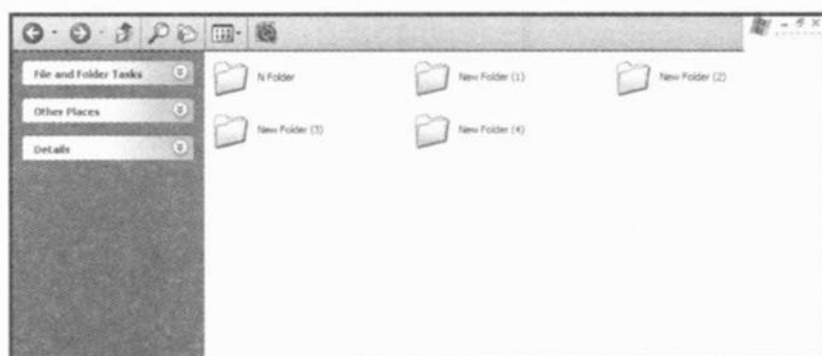 File and Folder Tasks
N Folder
New Folder (1)
New Folder (2)
Other Places
New Folder (3)
New Folder (4)
Details